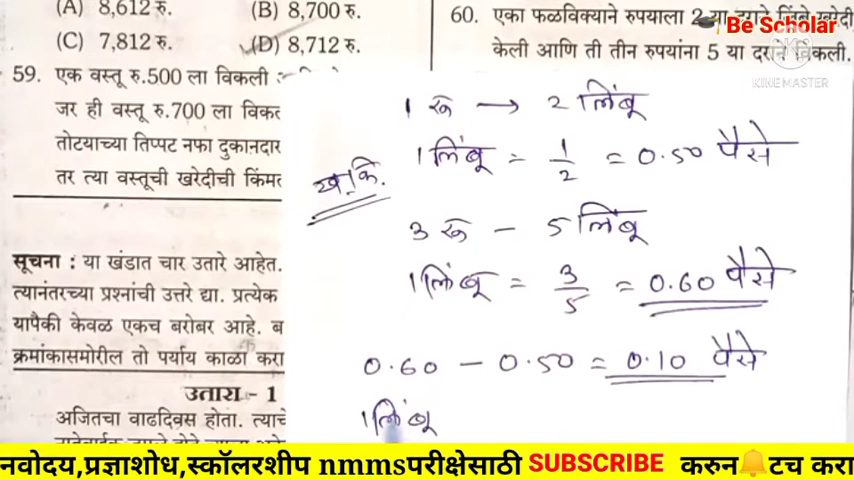 (A) 8,612 रु. (B) 8,700 रु.
(C) 7,812 रु. (D) 8,712 रु.
59. एक वस्तू रु.500 ला विकली
जर ही वस्तू रु.700 ला विकत
तोटयाच्या तिप्पट नफा दुकानदार
तर त्या वस्तूची खरेदीची किंमत
सूचना : या खंडात चार उतारे आहेत.
त्यानंतरच्या प्रश्नांची उत्तरे द्या. प्रत्येक
यापैकी केवळ एकच बरोबर आहे. ब
क्रमांकासमोरील तो पर्याय काळा करा
उतारा - 1
अजितचा वाढदिवस होता. त्याचे
60. एका फळविक्याने रुपयाला 2 या दराने लिंबे खरेदी
केली आणि ती तीन रुपयांना 5 या दराने विकली.
Be Scholar
KINEMASTER
1 रु → 2 लिंबू
1 लिंबू = 1/2 = 0.50 पैसे
ख.कि.
3 रु - 5 लिंबू
1 लिंबू = 3/5 = 0.60 पैसे
0.60 - 0.50 = 0.10 पैसे
1 लिंबू
नवोदय,प्रज्ञाशोध,स्कॉलरशीप nmmsपरीक्षेसाठी SUBSCRIBE करुन🔔टच करा